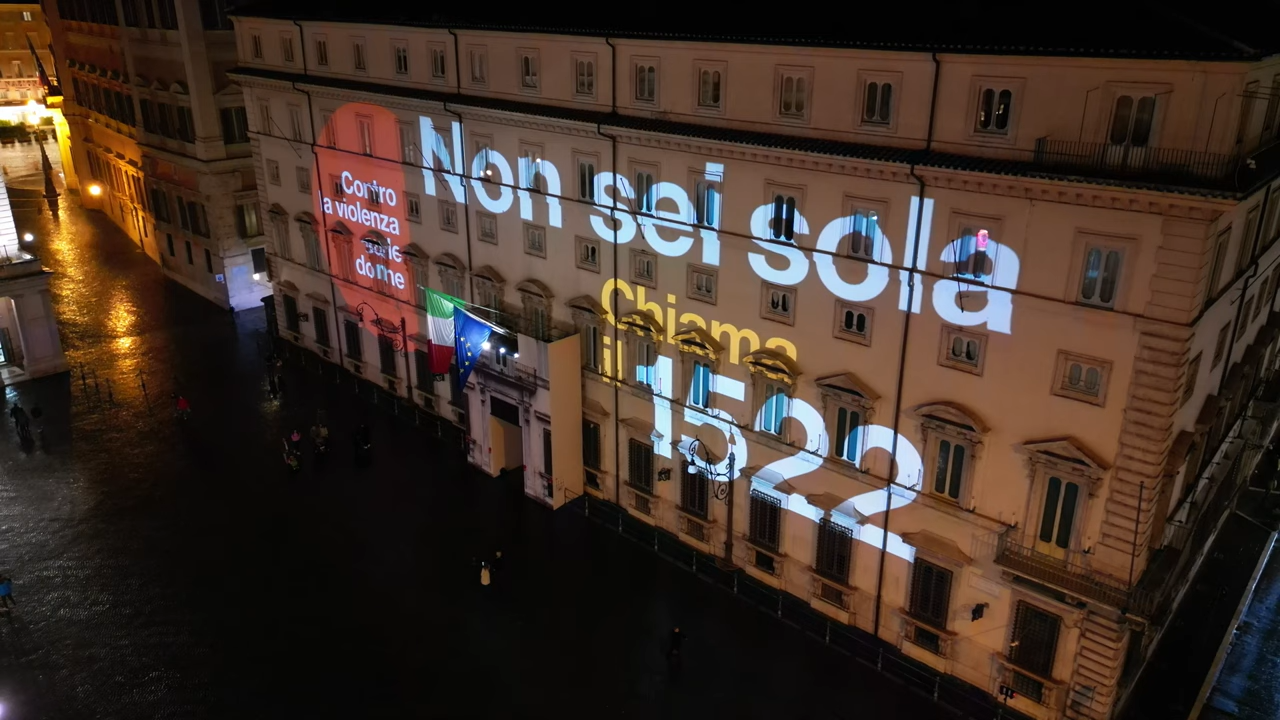 Contro
la violenza
sulle
donne
Non sei sola
Chiama
il
1522